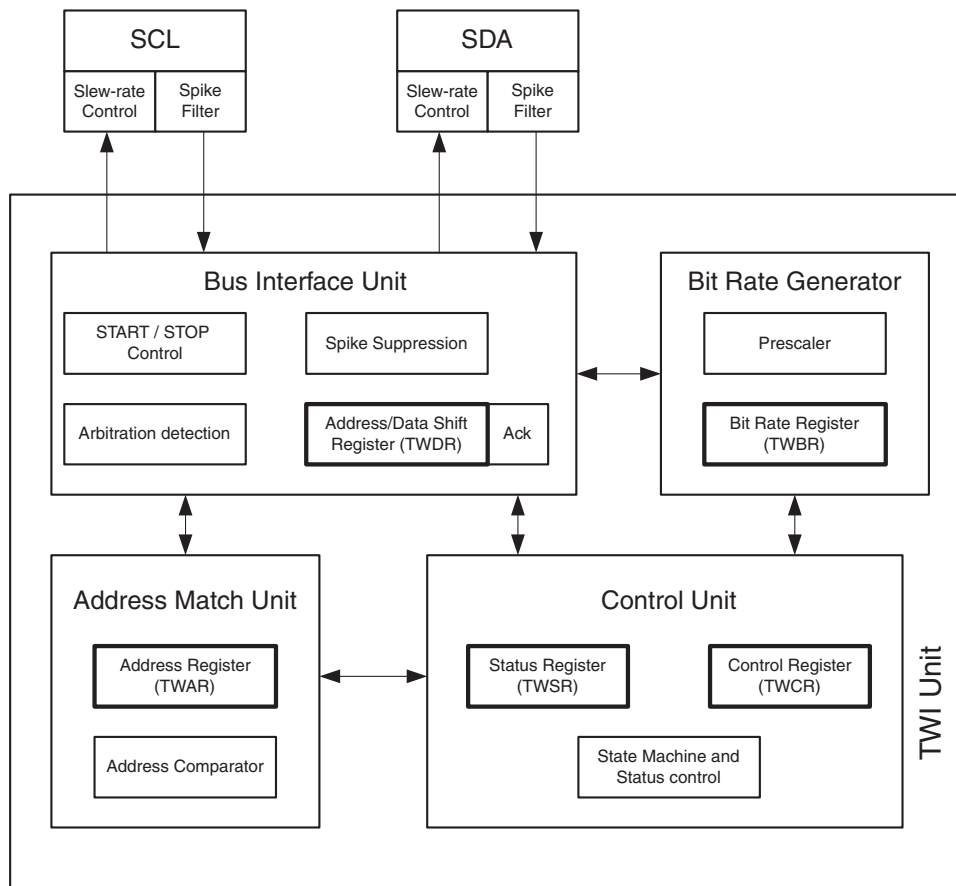 SCL
Slew-rate
Control
Spike
Filter
SDA
Slew-rate
Control
Spike
Filter
Bus Interface Unit
START / STOP
Control
Spike Suppression
Arbitration detection
Address/Data Shift
Register (TWDR)
Ack
Bit Rate Generator
Prescaler
Bit Rate Register
(TWBR)
Address Match Unit
Address Register
(TWAR)
Address Comparator
Control Unit
Status Register
(TWSR)
Control Register
(TWCR)
State Machine and
Status control
TWI Unit